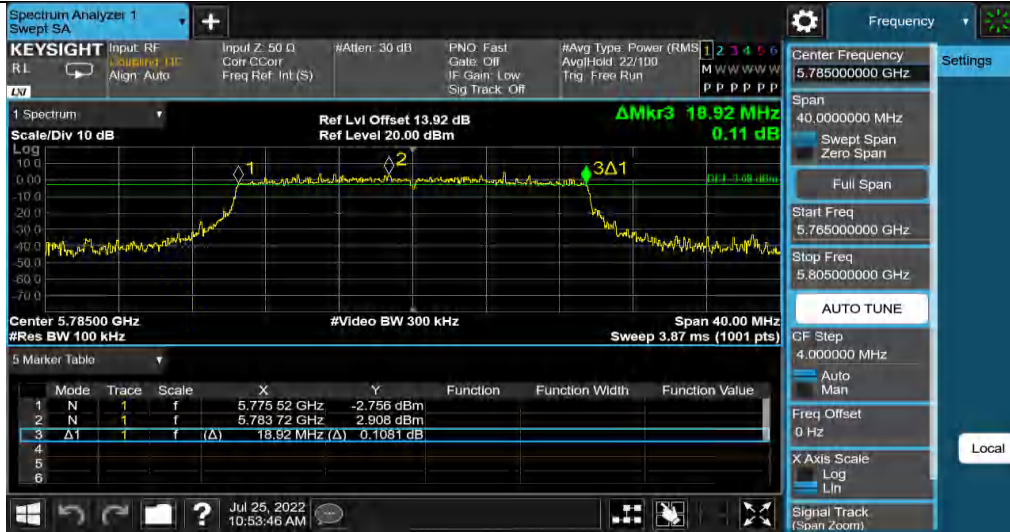 Spectrum Analyzer 1
Swept SA
Frequency
KEYSIGHT
RL
LXI
Input: RF
Coupling: DC
Align: Auto
Input Z: 50 Ω
Corr CCorr
Freq Ref: Int (S)
#Atten: 30 dB
PNO: Fast
Gate: Off
IF Gain: Low
Sig Track: Off
#Avg Type: Power (RMS
Avg|Hold: 22/100
Trig: Free Run
1 2 3 4 5 6
M W W W W W
P P P P P P
1 Spectrum
Scale/Div 10 dB
Ref Lvl Offset 13.92 dB
Ref Level 20.00 dBm
ΔMkr3 18.92 MHz
0.11 dB
Log
10.0
0.00
-10.0
-20.0
-30.0
-40.0
-50.0
-60.0
-70.0
1
2
3Δ1
Center 5.78500 GHz
#Video BW 300 kHz
Span 40.00 MHz
#Res BW 100 kHz
Sweep 3.87 ms (1001 pts)
5 Marker Table
Mode Trace Scale X Y Function Function Width Function Value
1 N 1 f 5.775 52 GHz -2.756 dBm
2 N 1 f 5.783 72 GHz 2.908 dBm
3 Δ1 1 f (Δ) 18.92 MHz (Δ) 0.1081 dB
4
5
6
Jul 25, 2022
10:53:46 AM
Center Frequency
5.785000000 GHz
Settings
Span
40.0000000 MHz
Swept Span
Zero Span
Full Span
Start Freq
5.765000000 GHz
Stop Freq
5.805000000 GHz
AUTO TUNE
CF Step
4.000000 MHz
Auto
Man
Freq Offset
0 Hz
X Axis Scale
Log
Lin
Local
Signal Track
(Span Zoom)